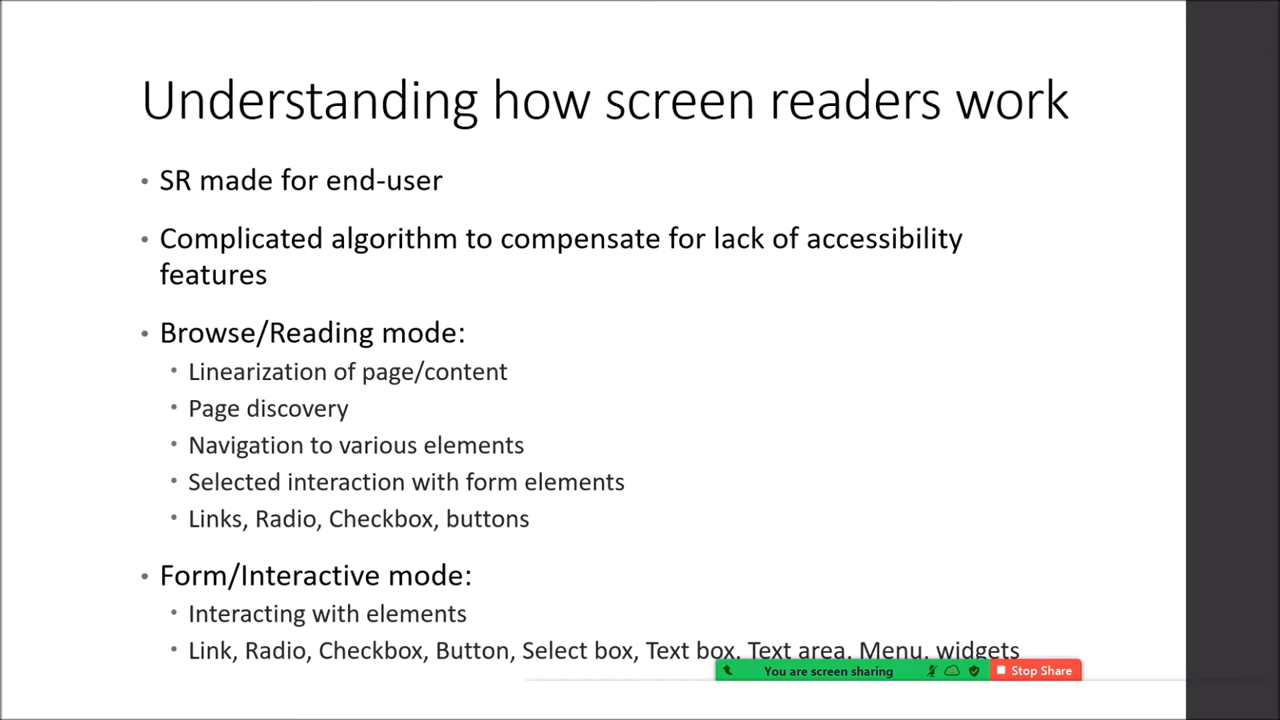 Understanding how screen readers work
• SR made for end-user
• Complicated algorithm to compensate for lack of accessibility
features
• Browse/Reading mode:
• Linearization of page/content
• Page discovery
• Navigation to various elements
• Selected interaction with form elements
• Links, Radio, Checkbox, buttons
• Form/Interactive mode:
• Interacting with elements
• Link, Radio, Checkbox, Button, Select box, Text box, Text area, Menu, widgets
You are screen sharing Stop Share